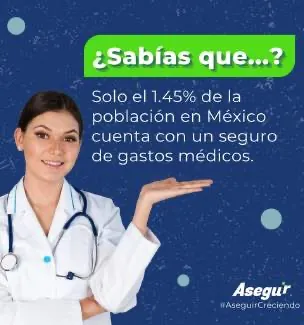 ¿Sabías que...?
Solo el 1.45% de la
población en México
cuenta con un seguro
de gastos médicos.
Asegur
#AseguirCreciendo